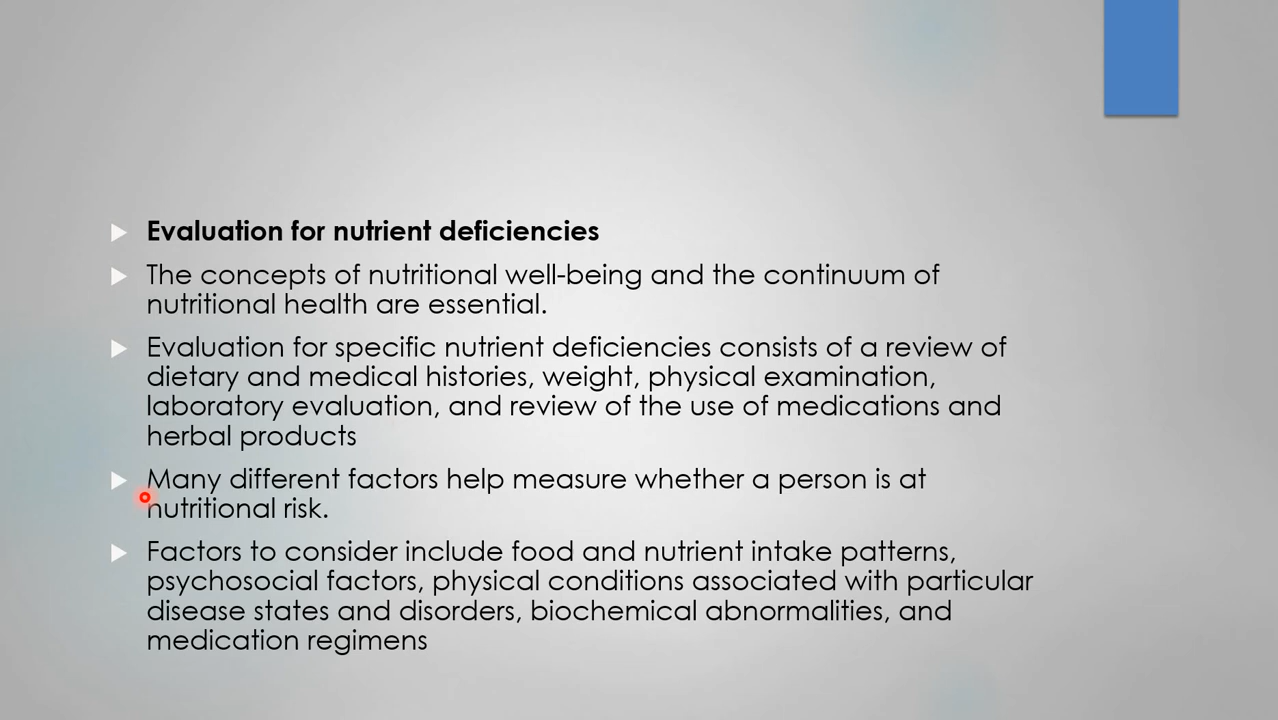 Evaluation for nutrient deficiencies
The concepts of nutritional well-being and the continuum of
nutritional health are essential.
Evaluation for specific nutrient deficiencies consists of a review of
dietary and medical histories, weight, physical examination,
laboratory evaluation, and review of the use of medications and
herbal products
Many different factors help measure whether a person is at
nutritional risk.
Factors to consider include food and nutrient intake patterns,
psychosocial factors, physical conditions associated with particular
disease states and disorders, biochemical abnormalities, and
medication regimens